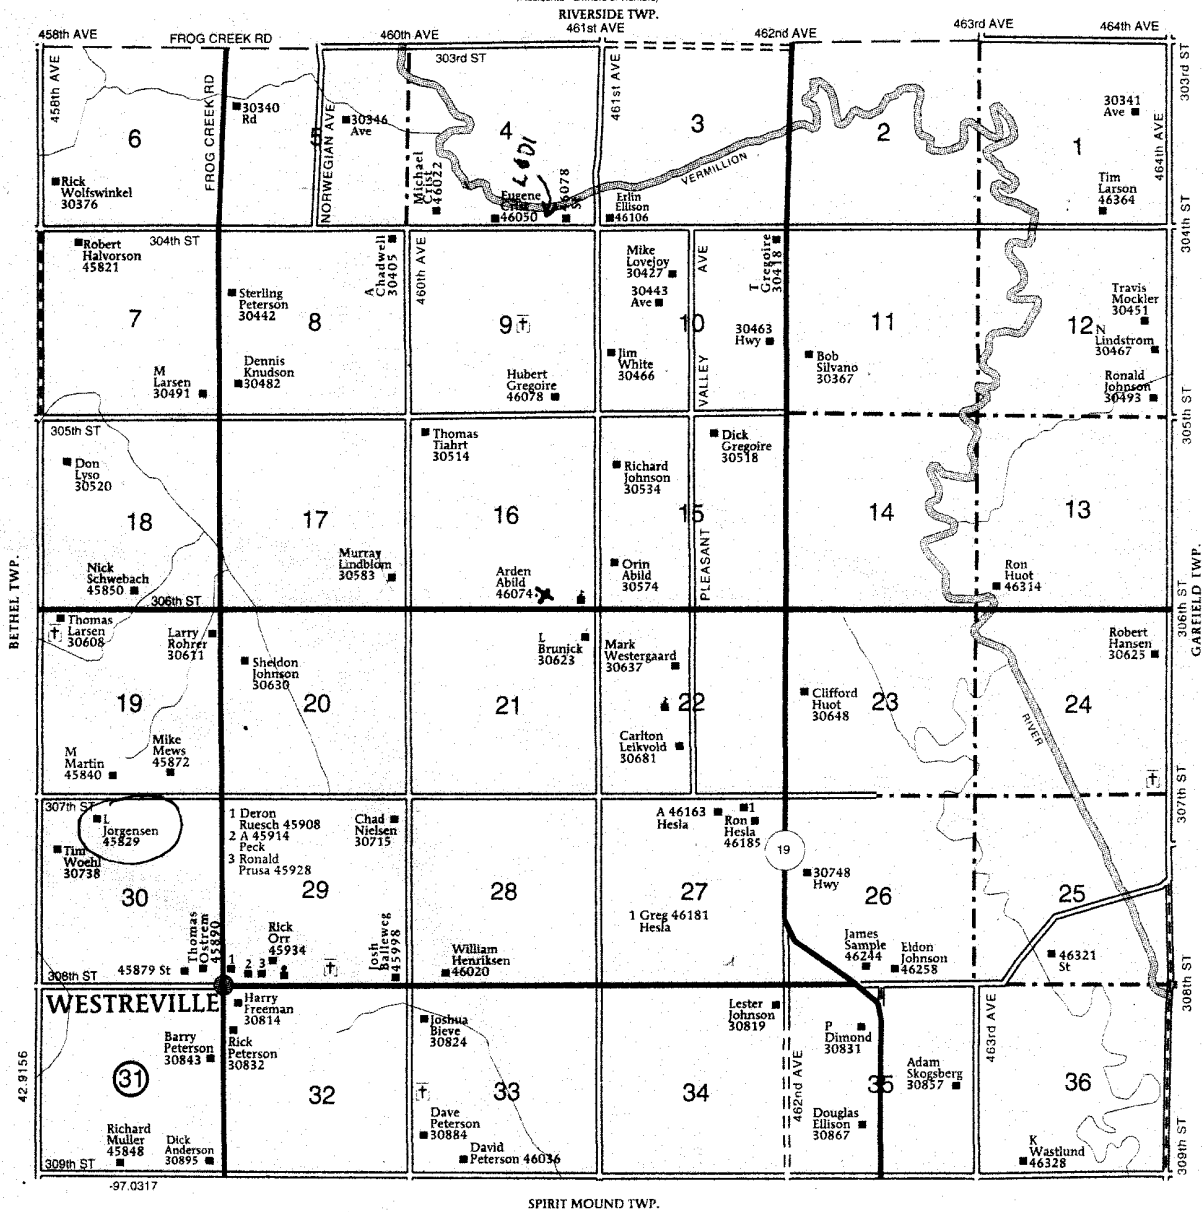 RIVERSIDE TWP.
458th AVE
FROG CREEK RD
460th AVE
461st AVE
462nd AVE
463rd AVE
464th AVE
303rd ST
303rd ST
458th AVE
FROG CREEK RD
NORWEGIAN AVE
461st AVE
464th AVE
6
30340
Rd
5
30346
Ave
4
LODI
3
2
1
30341
Ave
VERMILLION
Rick
Wolfswinkel
30376
Michael
Crist
46022
Eugene
Crist
46050
46078
St
Erlin
Ellison
46106
Tim
Larson
46364
304th ST
304th ST
Robert
Halvorson
45821
A
Chadwell
30405
460th AVE
Mike
Lovejoy
30427
30443
Ave
AVE
T
Gregoire
30418
Travis
Mockler
30451
Sterling
Peterson
30442
7
8
9
10
11
12
N
Lindstrom
30467
30463
Hwy
Jim
White
30466
Bob
Silvano
30367
Dennis
Knudson
30482
M
Larsen
30491
Hubert
Gregoire
46078
VALLEY
Ronald
Johnson
30493
305th ST
305th ST
Thomas
Tiahrt
30514
Dick
Gregoire
30518
Don
Lyso
30520
Richard
Johnson
30534
18
17
16
15
14
13
PLEASANT
Murray
Lindblom
30583
Nick
Schwebach
45850
Arden
Abild
46074
Orin
Abild
30574
Ron
Huot
46314
306th ST
306th ST
BETHEL TWP.
GARFIELD TWP.
Thomas
Larsen
30608
Larry
Rohrer
30611
L
Brunick
30623
Mark
Westergaard
30637
Robert
Hansen
30625
Sheldon
Johnson
30630
Clifford
Huot
30648
19
20
21
22
23
24
RIVER
Carlton
Leikvold
30681
M
Martin
45840
Mike
Mews
45872
307th ST
307th ST
L
Jorgensen
45829
1 Deron
Ruesch 45908
2 A 45914
Peck
3 Ronald
Prusa 45928
Chad
Nielsen
30715
A 46163
Hesla
1
Ron
Hesla
46185
19
Tim
Woehl
30738
30748
Hwy
30
29
28
27
26
25
1 Greg 46181
Hesla
Thomas
Ostrem
45890
Rick
Orr
45934
Josh
Balleweg
45998
William
Henriksen
46020
James
Sample
46244
Eldon
Johnson
46258
46321
St
45879 St
1
2
3
308th ST
308th ST
WESTREVILLE
Harry
Freeman
30814
Joshua
Bieve
30824
Lester
Johnson
30819
463rd AVE
P
Dimond
30831
Barry
Peterson
30843
Rick
Peterson
30832
462nd AVE
Adam
Skogsberg
30857
42.9156
31
32
33
34
35
36
Dave
Peterson
30884
Douglas
Ellison
30867
Richard
Muller
45848
Dick
Anderson
30895
David
Peterson 46036
K
Wastlund
46328
309th ST
309th ST
-97.0317
SPIRIT MOUND TWP.